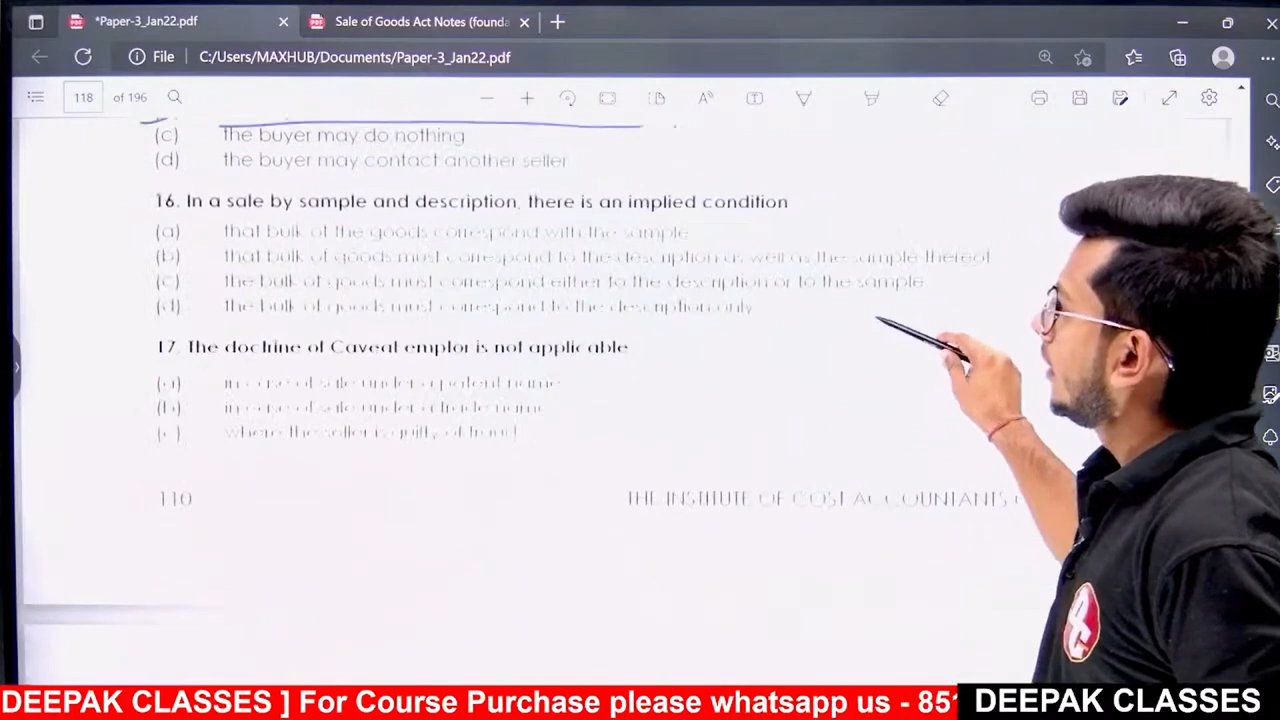 *Paper-3_Jan22.pdf
Sale of Goods Act Notes (founda
File C:/Users/MAXHUB/Documents/Paper-3_Jan22.pdf
118 of 196
(c) the buyer may do nothing
(d) the buyer may contact another seller
16. In a sale by sample and description, there is an implied condition
(a) that bulk of the goods correspond with the sample
(b) that bulk of goods must correspond to the description as well as the sample thereof
(c) the bulk of goods must correspond either to the description or to the sample
(d) the bulk of goods must correspond to the description only
17. The doctrine of Caveat emptor is not applicable
(a) in case of sale under a patent name
(b) in case of sale under a trade name
(c) where the seller is guilty of fraud
110 THE INSTITUTE OF COST ACCOUNTANTS
DC
DEEPAK CLASSES ] For Course Purchase please whatsapp us - 851
DEEPAK CLASSES